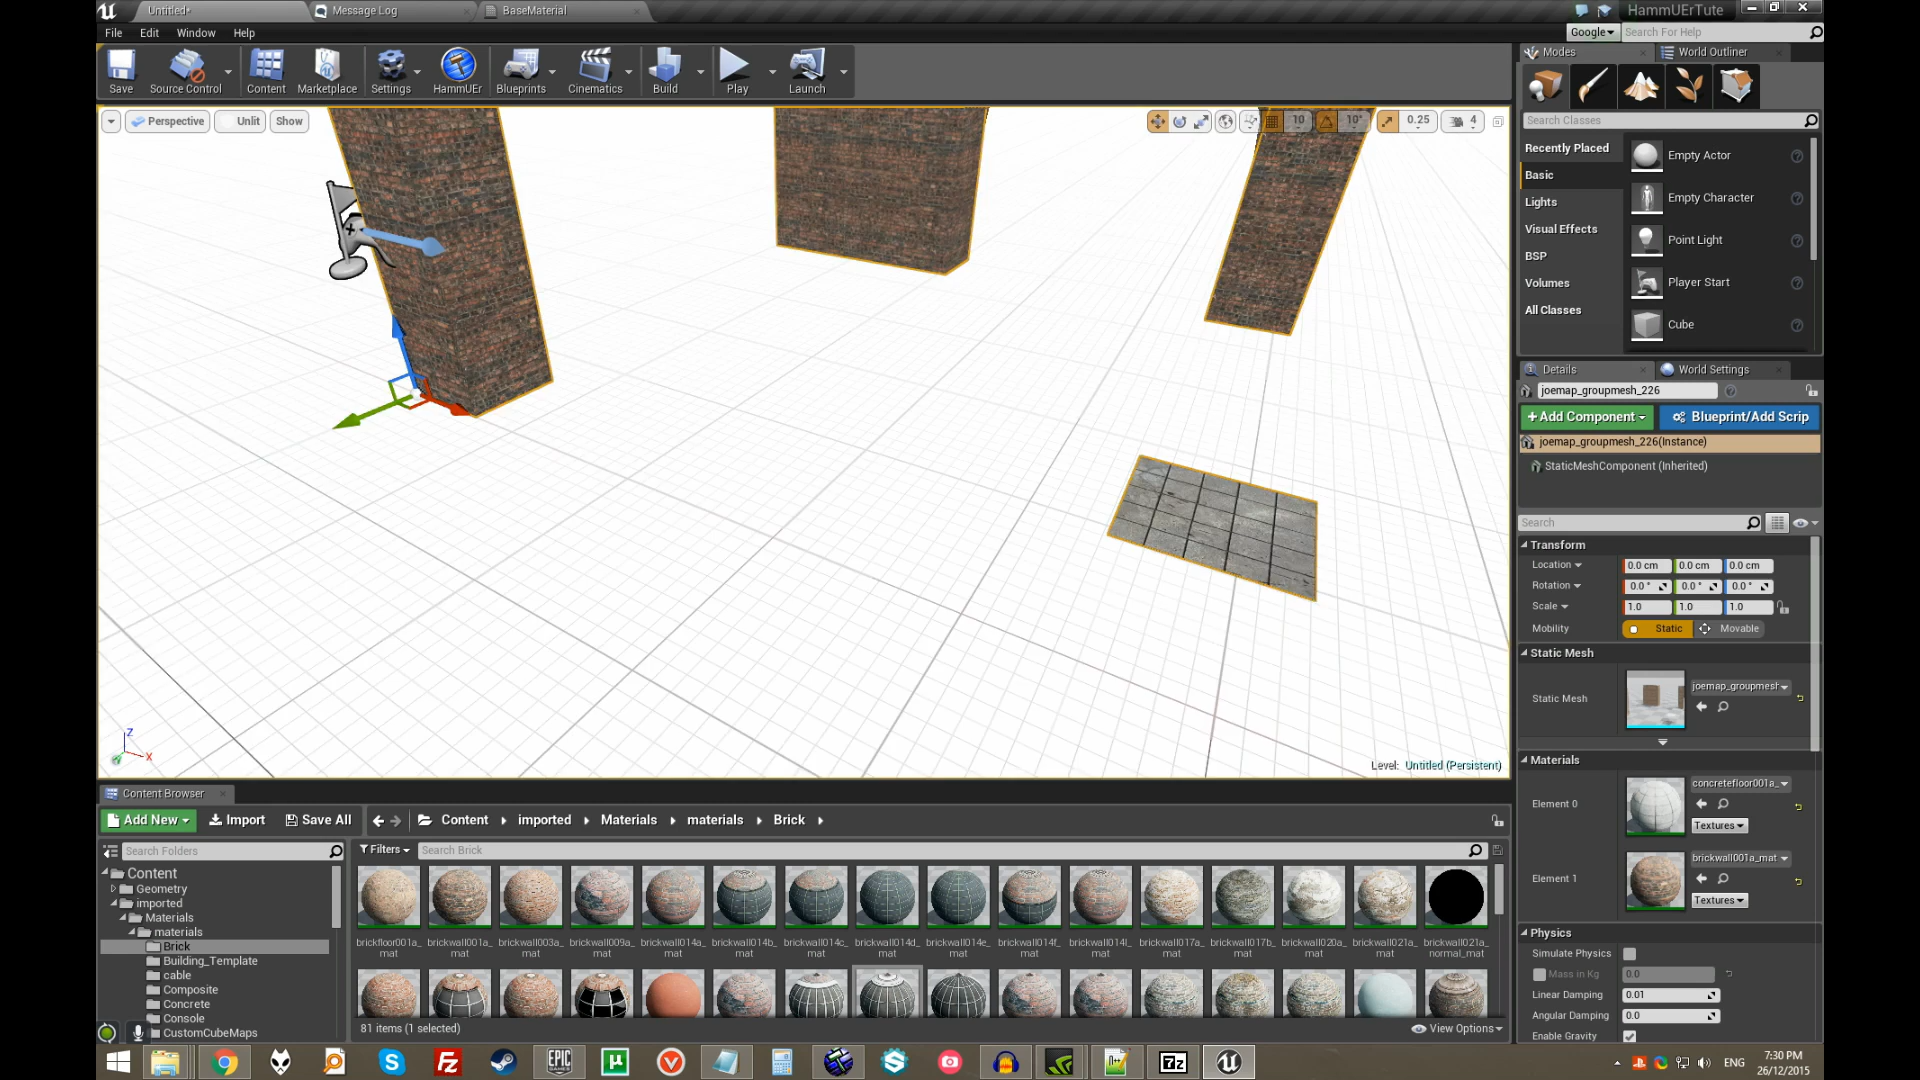 Untitled*
Message Log
BaseMaterial
HammUErTute
File Edit Window Help
Google
Search For Help
Save
Source Control
Content
Marketplace
Settings
HammUEr
Blueprints
Cinematics
Build
Play
Launch
Modes
World Outliner
Search Classes
Recently Placed
Basic
Lights
Visual Effects
BSP
Volumes
All Classes
Empty Actor
Empty Character
Point Light
Player Start
Cube
Perspective
Unlit
Show
10
10°
0.25
4
Z
X
Level: Untitled (Persistent)
Details
World Settings
joemap_groupmesh_226
+Add Component
Blueprint/Add Scrip
joemap_groupmesh_226(Instance)
StaticMeshComponent (Inherited)
Search
Transform
Location 0.0 cm 0.0 cm 0.0 cm
Rotation 0.0 ° 0.0 ° 0.0 °
Scale 1.0 1.0 1.0
Mobility Static Movable
Static Mesh
Static Mesh
joemap_groupmesh
Materials
Element 0
concretefloor001a_
Textures
Element 1
brickwall001a_mat
Textures
Physics
Simulate Physics
Mass in Kg 0.0
Linear Damping 0.01
Angular Damping 0.0
Enable Gravity
Content Browser
Add New
Import
Save All
Content
imported
Materials
materials
Brick
Search Folders
Filters
Search Brick
Content
Geometry
imported
Materials
materials
Brick
Building_Template
cable
Composite
Concrete
Console
CustomCubeMaps
brickfloor001a_
mat
brickwall001a_
mat
brickwall003a_
mat
brickwall009a_
mat
brickwall014a_
mat
brickwall014b_
mat
brickwall014c_
mat
brickwall014d_
mat
brickwall014e_
mat
brickwall014f_
mat
brickwall014l_
mat
brickwall017a_
mat
brickwall017b_
mat
brickwall020a_
mat
brickwall021a_
mat
brickwall021a_
normal_mat
81 items (1 selected)
View Options
EPIC
GAMES
7z
ENG
7:30 PM
26/12/2015